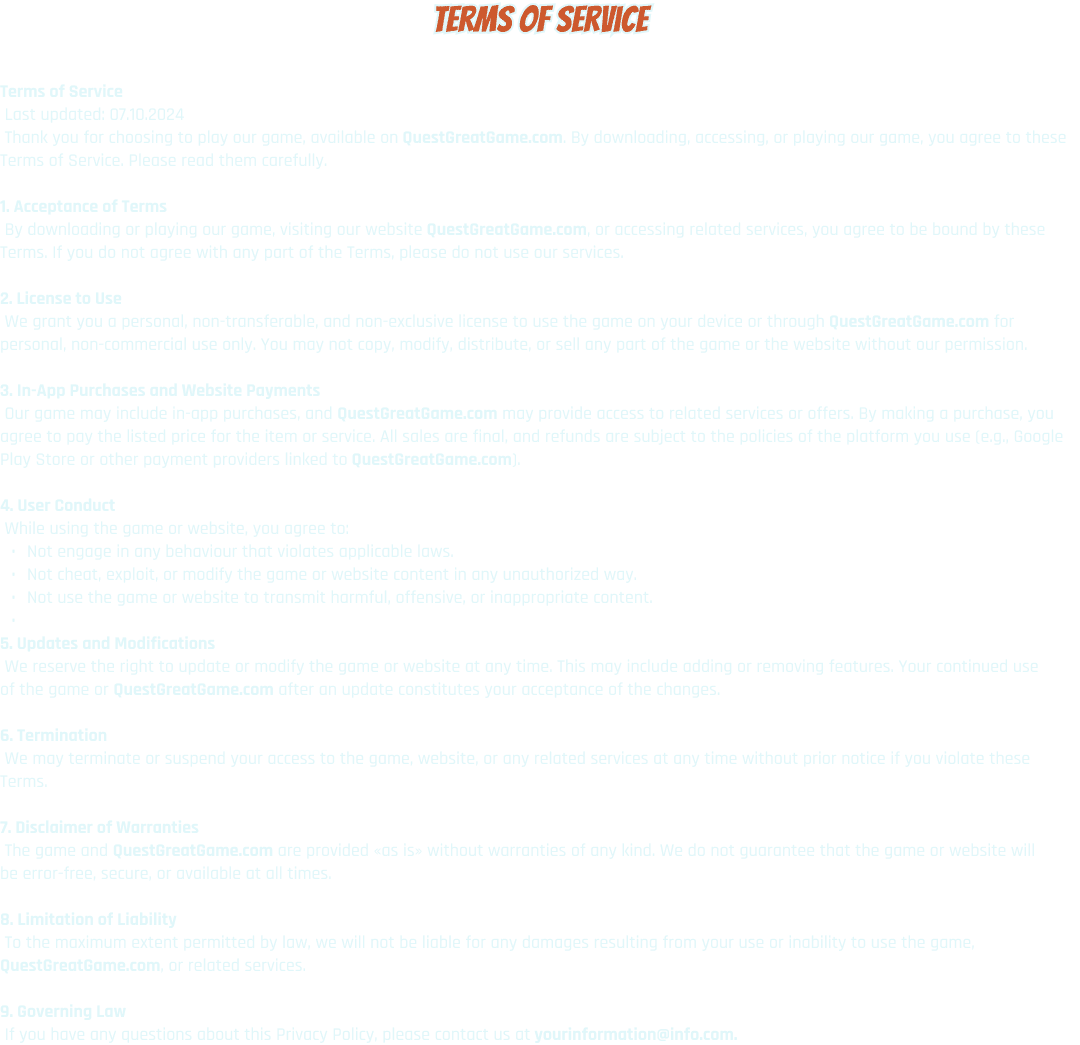 TERMS OF SERVICE
Terms of Service
Last updated: 07.10.2024
Thank you for choosing to play our game, available on QuestGreatGame.com. By downloading, accessing, or playing our game, you agree to these
Terms of Service. Please read them carefully.
1. Acceptance of Terms
By downloading or playing our game, visiting our website QuestGreatGame.com, or accessing related services, you agree to be bound by these
Terms. If you do not agree with any part of the Terms, please do not use our services.
2. License to Use
We grant you a personal, non-transferable, and non-exclusive license to use the game on your device or through QuestGreatGame.com for
personal, non-commercial use only. You may not copy, modify, distribute, or sell any part of the game or the website without our permission.
3. In-App Purchases and Website Payments
Our game may include in-app purchases, and QuestGreatGame.com may provide access to related services or offers. By making a purchase, you
agree to pay the listed price for the item or service. All sales are final, and refunds are subject to the policies of the platform you use (e.g., Google
Play Store or other payment providers linked to QuestGreatGame.com).
4. User Conduct
While using the game or website, you agree to:
• Not engage in any behaviour that violates applicable laws.
• Not cheat, exploit, or modify the game or website content in any unauthorized way.
• Not use the game or website to transmit harmful, offensive, or inappropriate content.
•
5. Updates and Modifications
We reserve the right to update or modify the game or website at any time. This may include adding or removing features. Your continued use
of the game or QuestGreatGame.com after an update constitutes your acceptance of the changes.
6. Termination
We may terminate or suspend your access to the game, website, or any related services at any time without prior notice if you violate these
Terms.
7. Disclaimer of Warranties
The game and QuestGreatGame.com are provided «as is» without warranties of any kind. We do not guarantee that the game or website will
be error-free, secure, or available at all times.
8. Limitation of Liability
To the maximum extent permitted by law, we will not be liable for any damages resulting from your use or inability to use the game,
QuestGreatGame.com, or related services.
9. Governing Law
If you have any questions about this Privacy Policy, please contact us at yourinformation@info.com.